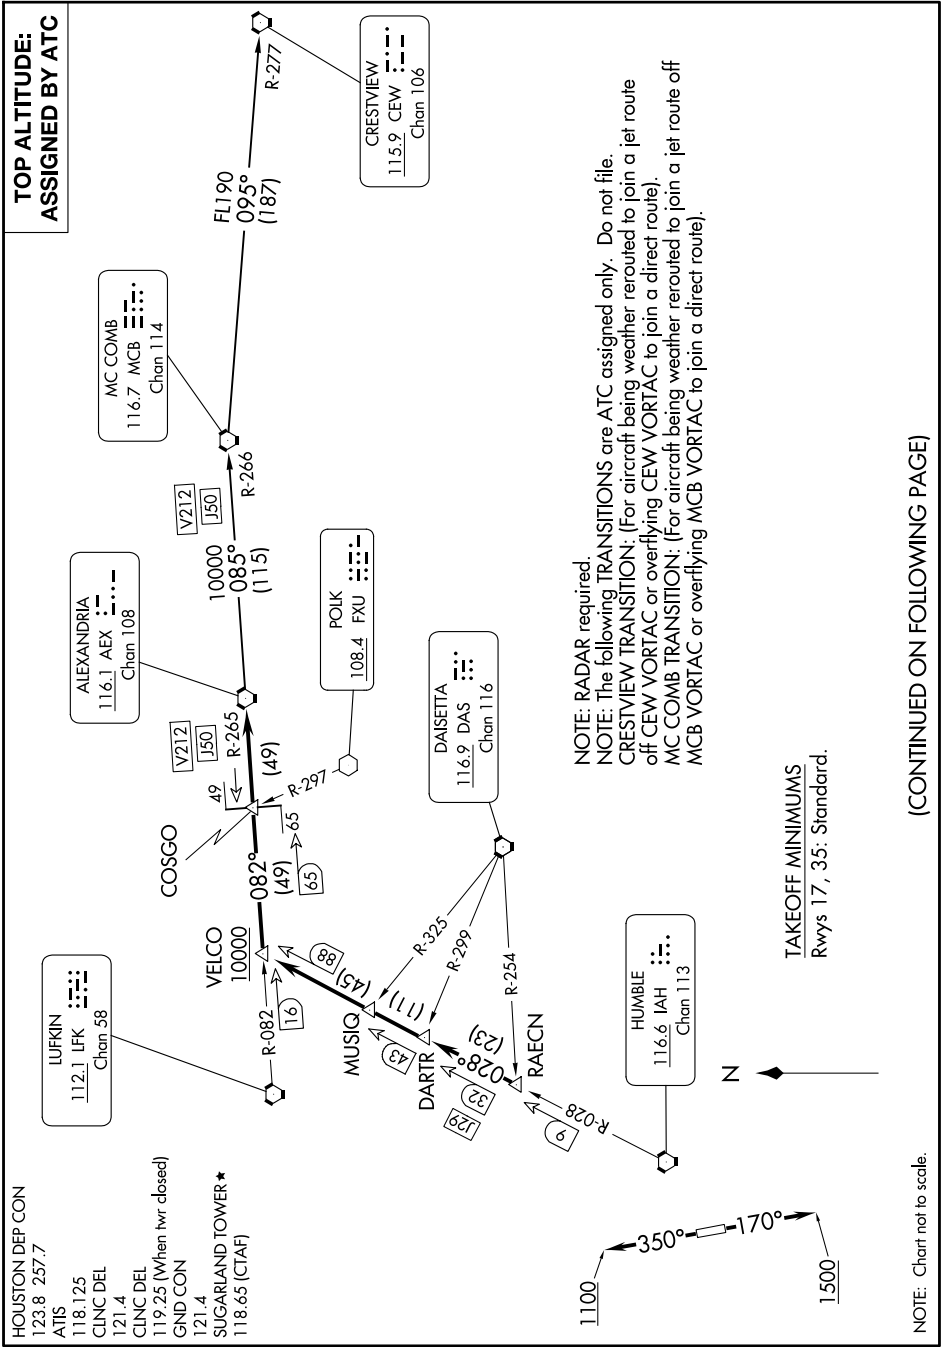 TOP ALTITUDE:
ASSIGNED BY ATC
HOUSTON DEP CON
123.8 257.7
ATIS
118.125
CLNC DEL
121.4
CLNC DEL
119.25 (When twr closed)
GND CON
121.4
SUGARLAND TOWER★
118.65 (CTAF)
LUFKIN
112.1 LFK
Chan 58
ALEXANDRIA
116.1 AEX
Chan 108
MC COMB
116.7 MCB
Chan 114
CRESTVIEW
115.9 CEW
Chan 106
POLK
108.4 FXU
DAISETTA
116.9 DAS
Chan 116
HUMBLE
116.6 IAH
Chan 113
R-082
16
VELCO
10000
082°
(49)
65
65
COSGO
49
V212
J50
R-265
(49)
R-297
10000
085°
(115)
V212
J50
R-266
FL190
095°
(187)
R-277
88
(45)
MUSIQ
43
(11)
DARTR
R-325
R-299
R-254
(23)
028°
RAECN
32
J29
9
R-028
N
350°
170°
1100
1500
NOTE: RADAR required.
NOTE: The following TRANSITIONS are ATC assigned only. Do not file.
CRESTVIEW TRANSITION: (For aircraft being weather rerouted to join a jet route
off CEW VORTAC or overflying CEW VORTAC to join a direct route).
MC COMB TRANSITION: (For aircraft being weather rerouted to join a jet route off
MCB VORTAC or overflying MCB VORTAC to join a direct route).
TAKEOFF MINIMUMS
Rwys 17, 35: Standard.
(CONTINUED ON FOLLOWING PAGE)
NOTE: Chart not to scale.